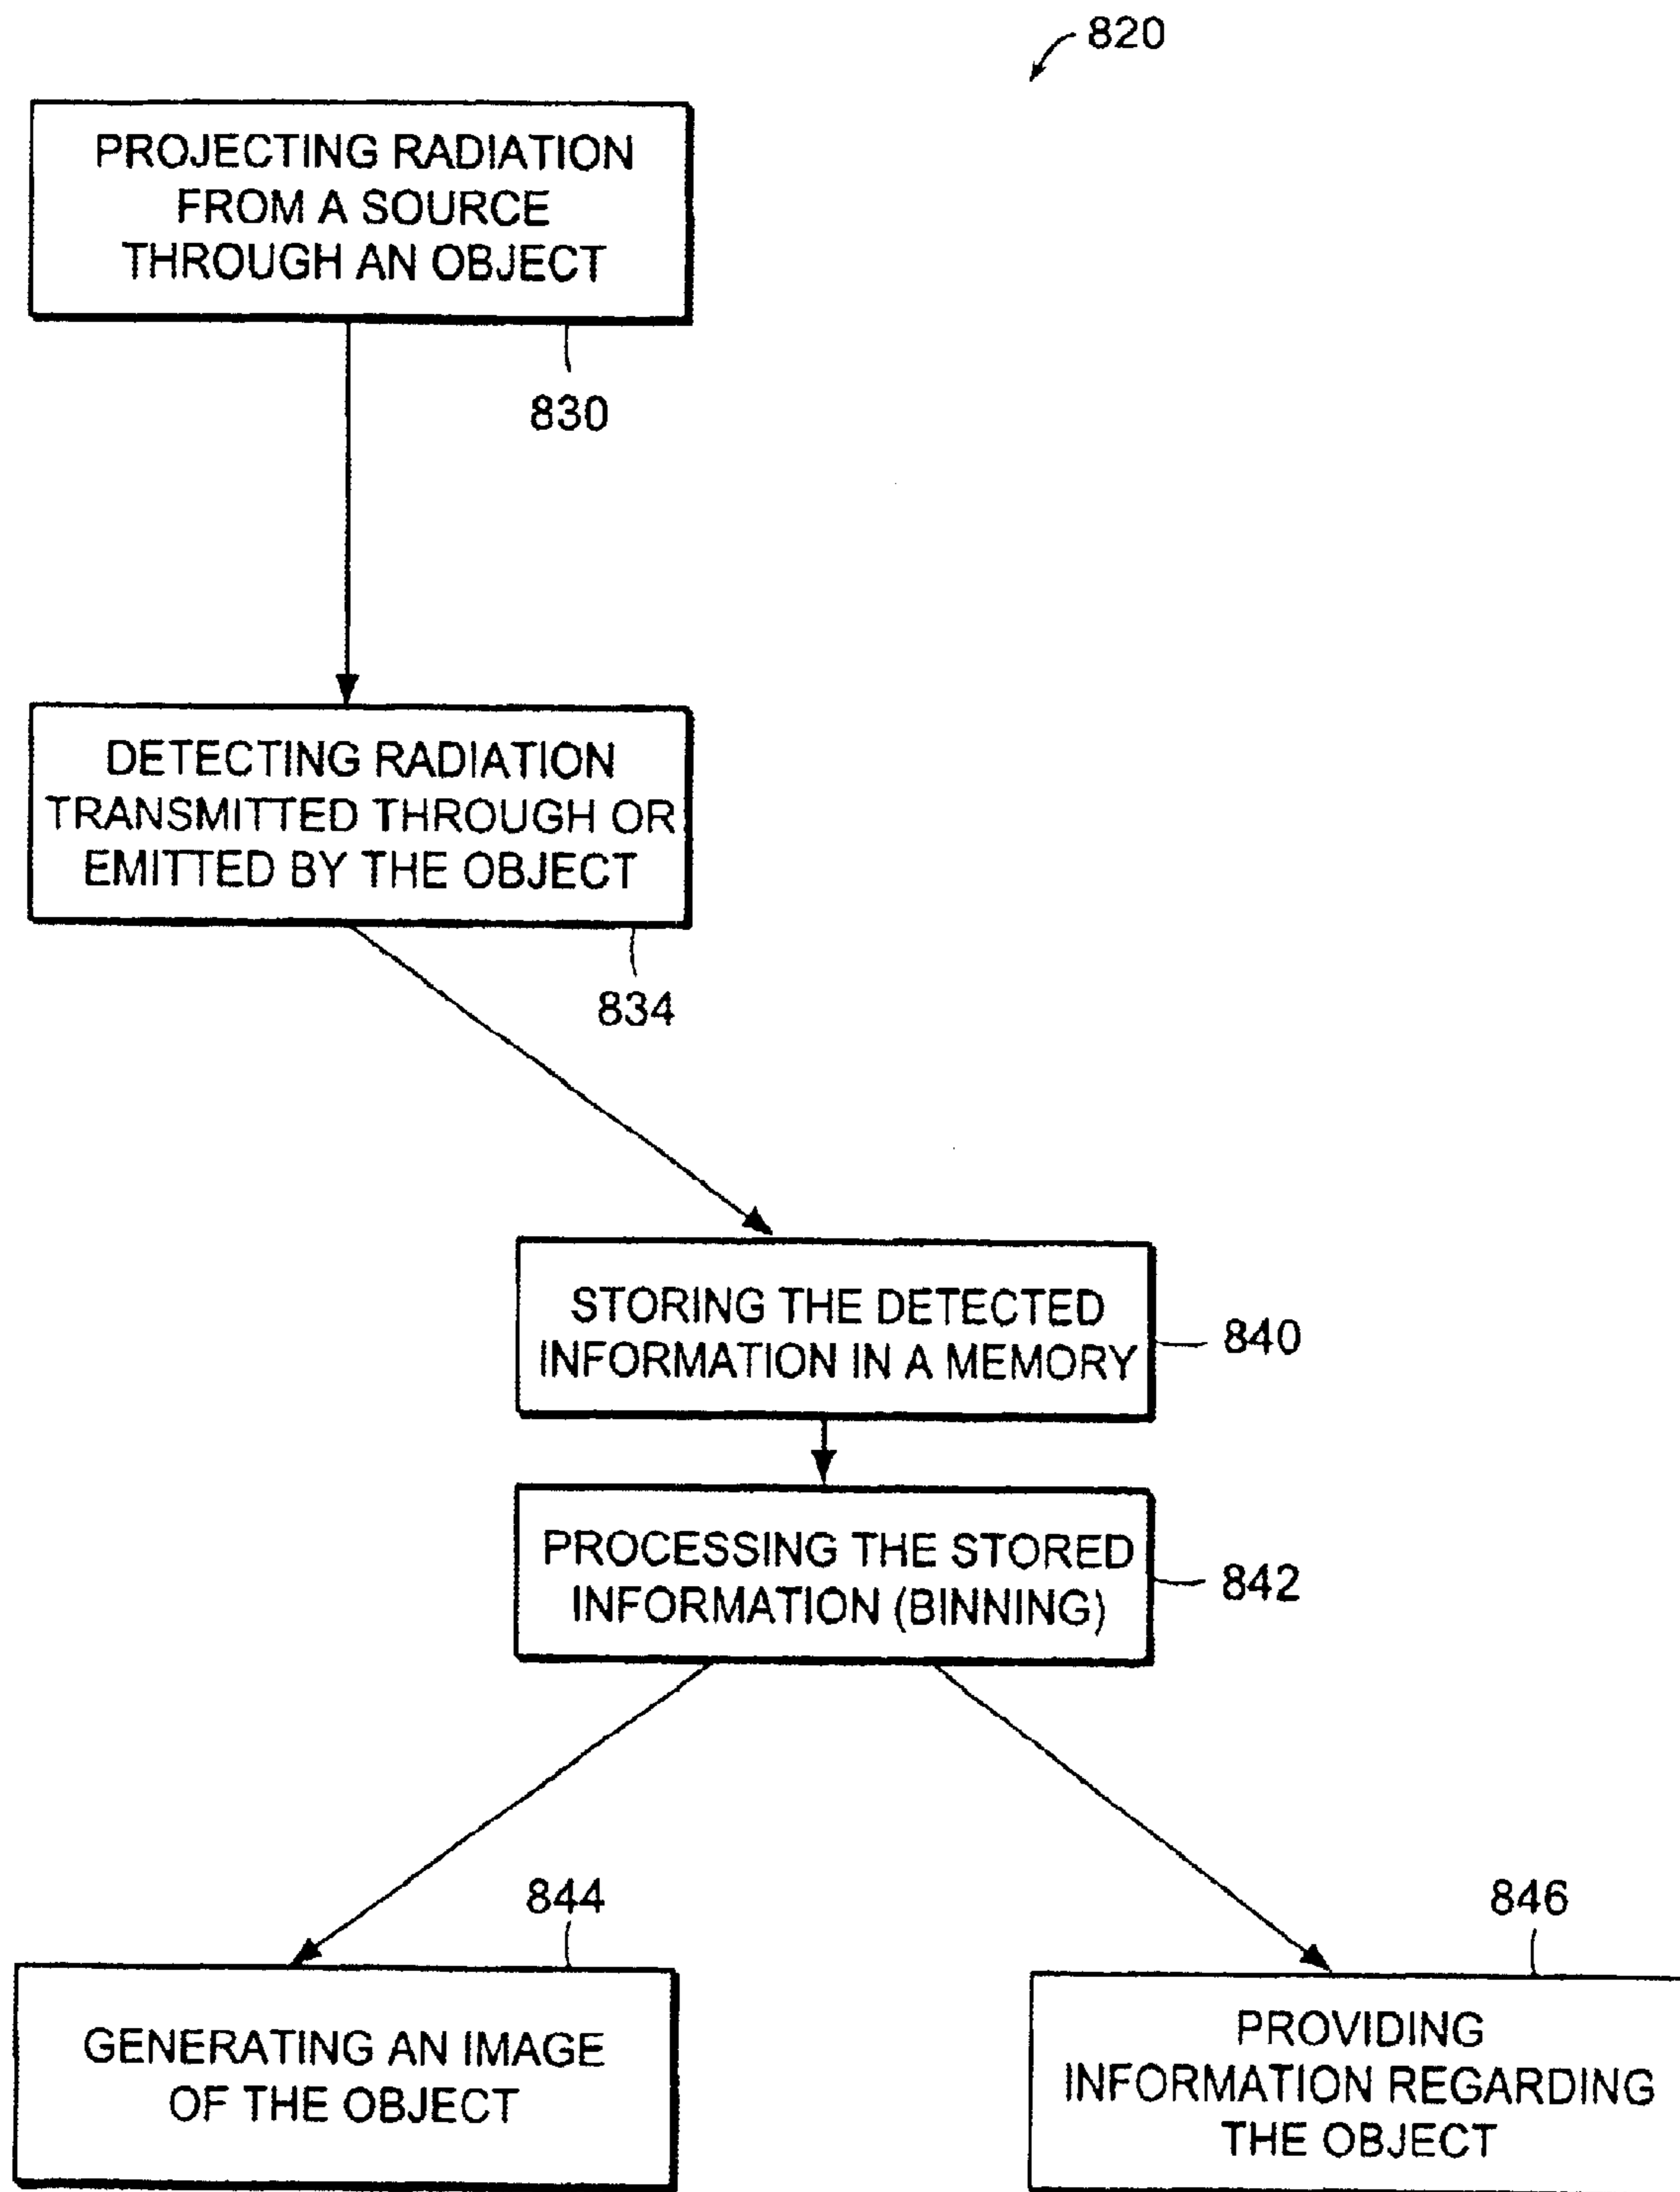 820
PROJECTING RADIATION
FROM A SOURCE
THROUGH AN OBJECT
830
DETECTING RADIATION
TRANSMITTED THROUGH OR
EMITTED BY THE OBJECT
834
STORING THE DETECTED
INFORMATION IN A MEMORY
840
PROCESSING THE STORED
INFORMATION (BINNING)
842
844
GENERATING AN IMAGE
OF THE OBJECT
846
PROVIDING
INFORMATION REGARDING
THE OBJECT